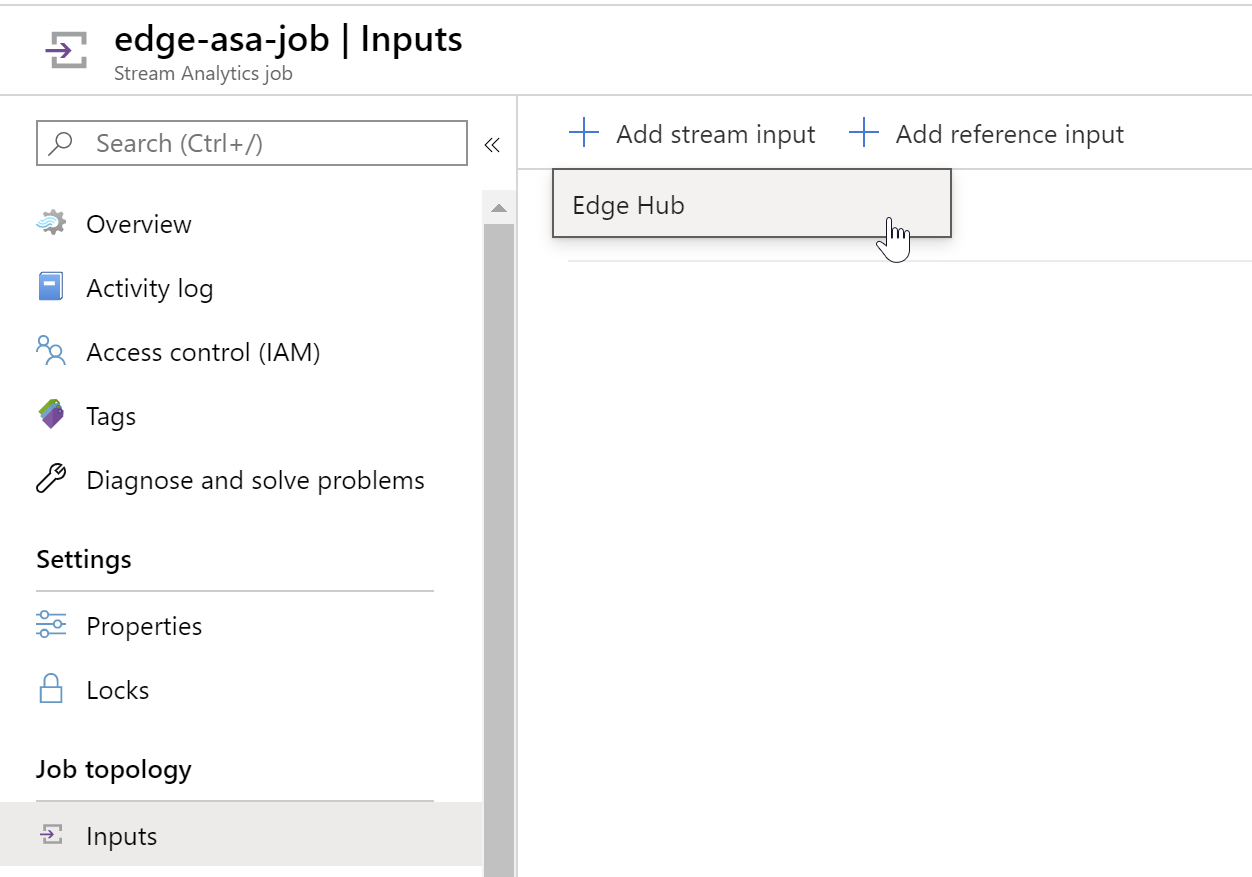 edge-asa-job | Inputs
Stream Analytics job
Search (Ctrl+/)
«
Add stream input
Add reference input
Edge Hub
Overview
Activity log
Access control (IAM)
Tags
Diagnose and solve problems
Settings
Properties
Locks
Job topology
Inputs